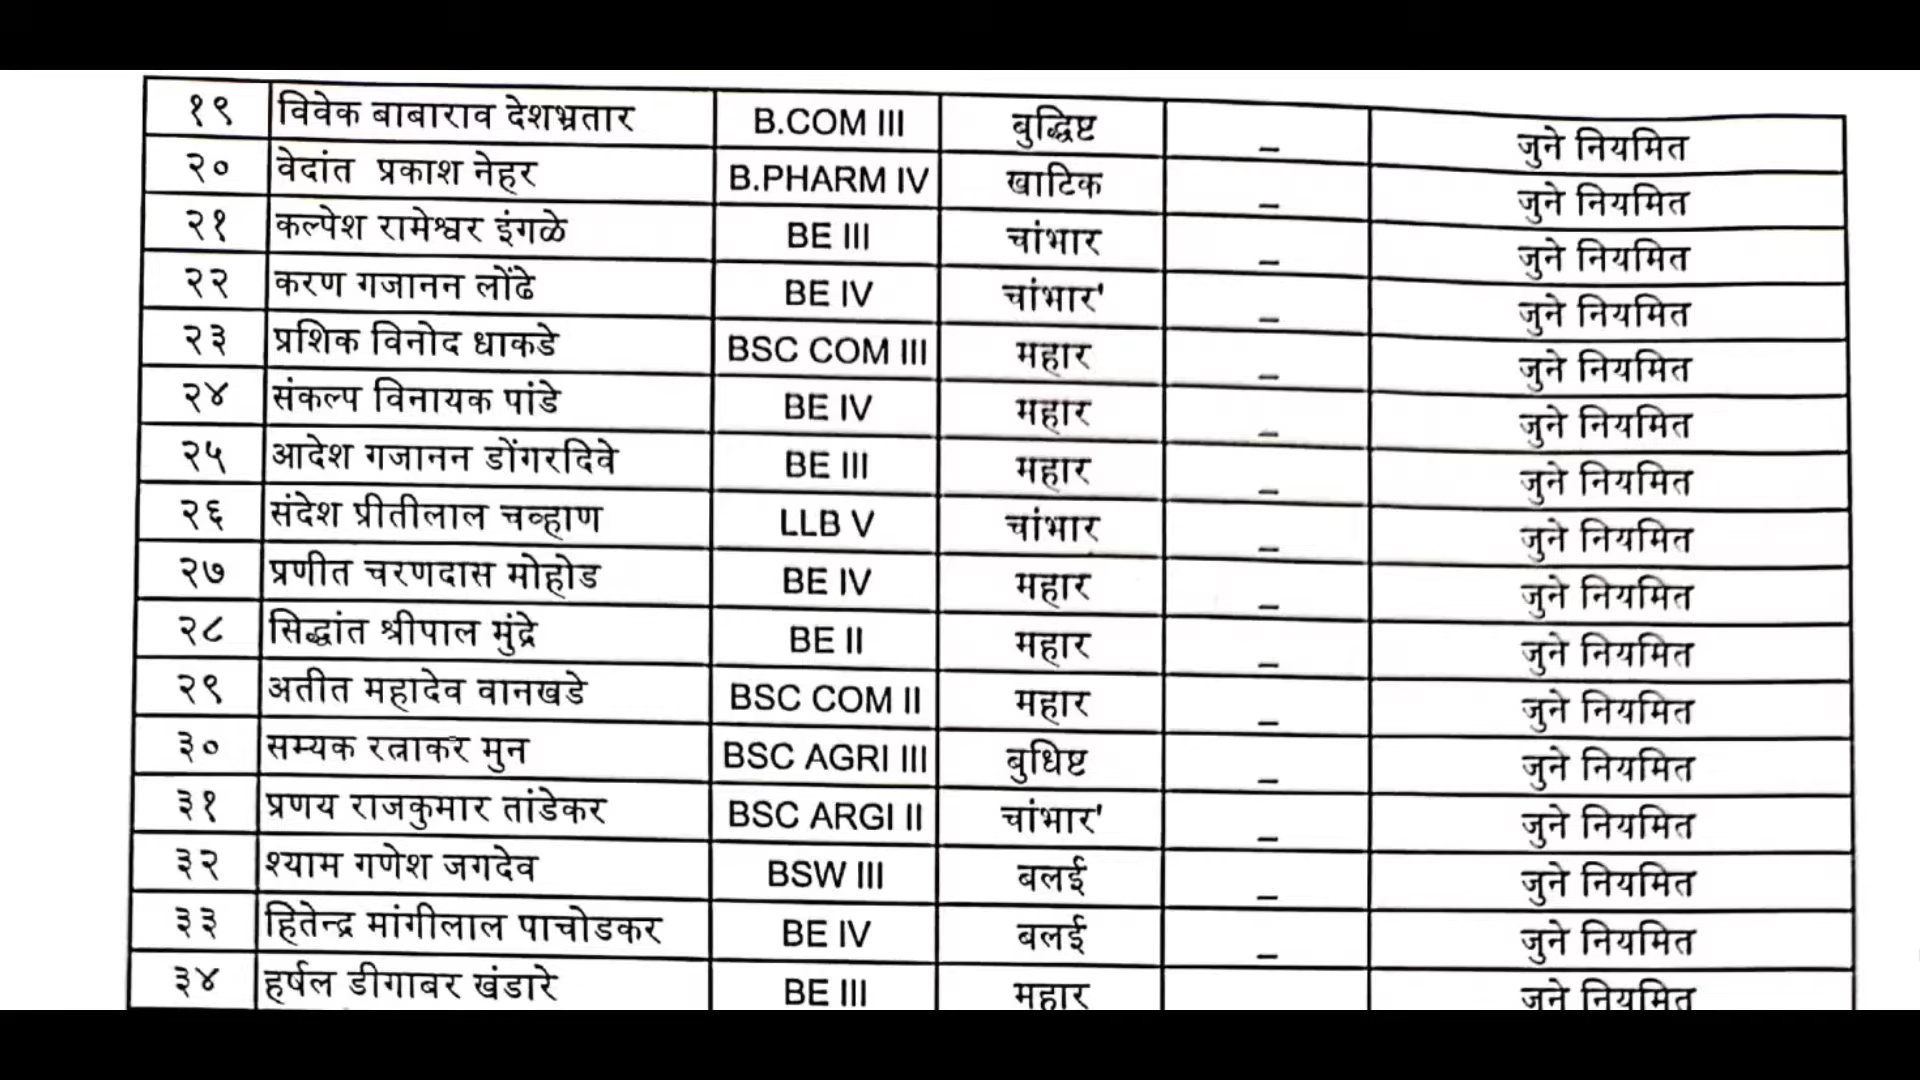 १९ विवेक बाबाराव देशभ्रतार B.COM III बुद्धिष्ट _ जुने नियमित
२० वेदांत प्रकाश नेहर B.PHARM IV खाटिक _ जुने नियमित
२१ कल्पेश रामेश्वर इंगळे BE III चांभार _ जुने नियमित
२२ करण गजानन लोंढे BE IV चांभार' _ जुने नियमित
२३ प्रशिक विनोद धाकडे BSC COM III महार _ जुने नियमित
२४ संकल्प विनायक पांडे BE IV महार _ जुने नियमित
२५ आदेश गजानन डोंगरदिवे BE III महार _ जुने नियमित
२६ संदेश प्रीतीलाल चव्हाण LLB V चांभार _ जुने नियमित
२७ प्रणीत चरणदास मोहोड BE IV महार _ जुने नियमित
२८ सिद्धांत श्रीपाल मुंद्रे BE II महार _ जुने नियमित
२९ अतीत महादेव वानखडे BSC COM II महार _ जुने नियमित
३० सम्यक रत्नाकर मुन BSC AGRI III बुधिष्ट _ जुने नियमित
३१ प्रणय राजकुमार तांडेकर BSC ARGI II चांभार' _ जुने नियमित
३२ श्याम गणेश जगदेव BSW III बलई _ जुने नियमित
३३ हितेन्द्र मांगीलाल पाचोडकर BE IV बलई _ जुने नियमित
३४ हर्षल डीगाबर खंडारे BE III महार जुने नियमित